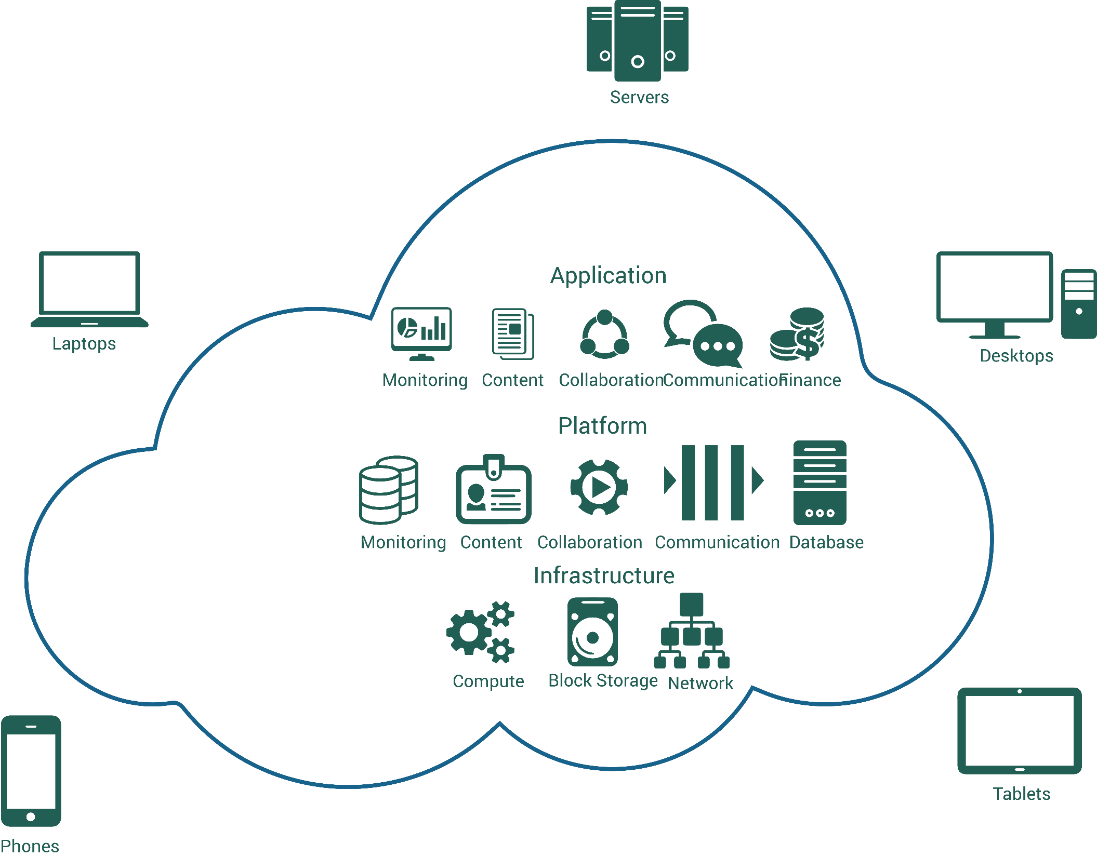 Servers
Laptops
Desktops
Application
Monitoring Content Collaboration Communication Finance
Platform
Monitoring Content Collaboration Communication Database
Infrastructure
Compute Block Storage Network
Tablets
Phones